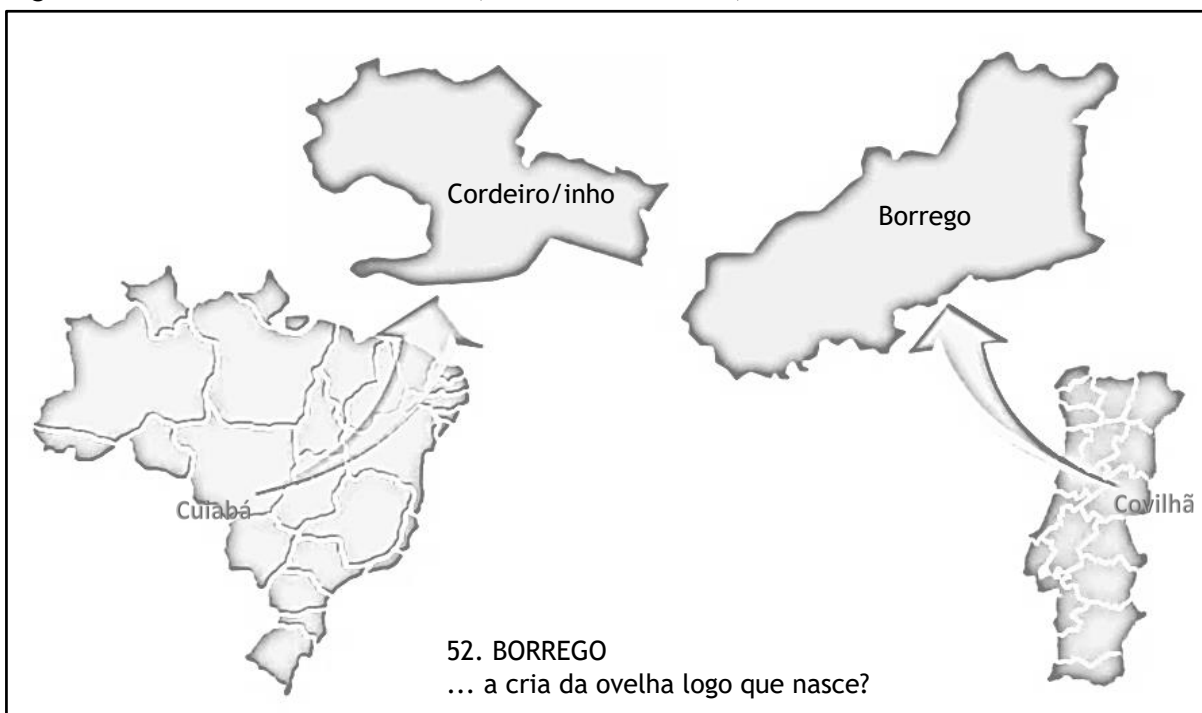 Cordeiro/inho
Borrego
Cuiabá
Covilhã
52. BORREGO
... a cria da ovelha logo que nasce?